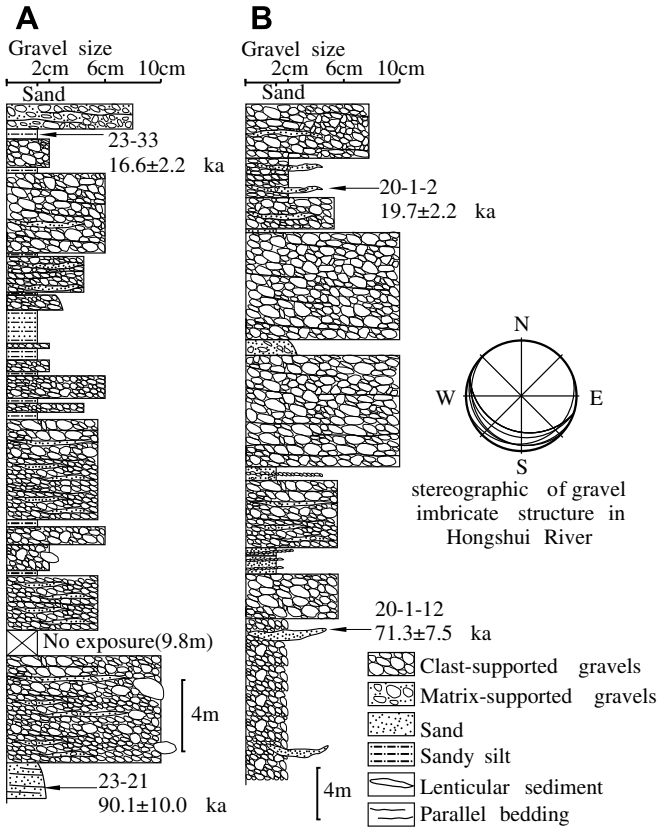 A
Gravel size
2cm 6cm 10cm
Sand
23-33
16.6±2.2 ka
No exposure(9.8m)
4m
23-21
90.1±10.0 ka
B
Gravel size
2cm 6cm 10cm
Sand
20-1-2
19.7±2.2 ka
20-1-12
71.3±7.5 ka
4m
N
W E
S
stereographic of gravel
imbricate structure in
Hongshui River
Clast-supported gravels
Matrix-supported gravels
Sand
Sandy silt
Lenticular sediment
Parallel bedding